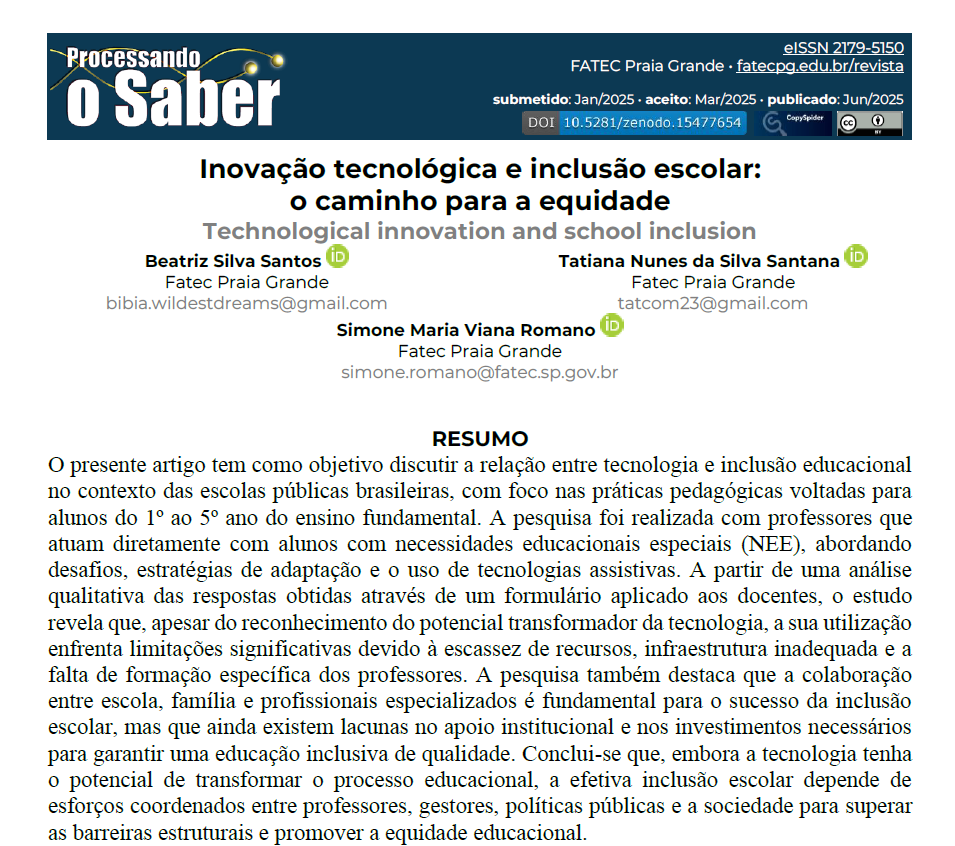 Processando
o Saber
eISSN 2179-5150
FATEC Praia Grande • fatecpg.edu.br/revista
submetido: Jan/2025 • aceito: Mar/2025 • publicado: Jun/2025
DOI 10.5281/zenodo.15477654
CopySpider
cc
BY
Inovação tecnológica e inclusão escolar:
o caminho para a equidade
Technological innovation and school inclusion
Beatriz Silva Santos iD
Fatec Praia Grande
bibia.wildestdreams@gmail.com
Tatiana Nunes da Silva Santana iD
Fatec Praia Grande
tatcom23@gmail.com
Simone Maria Viana Romano iD
Fatec Praia Grande
simone.romano@fatec.sp.gov.br
RESUMO
O presente artigo tem como objetivo discutir a relação entre tecnologia e inclusão educacional
no contexto das escolas públicas brasileiras, com foco nas práticas pedagógicas voltadas para
alunos do 1º ao 5º ano do ensino fundamental. A pesquisa foi realizada com professores que
atuam diretamente com alunos com necessidades educacionais especiais (NEE), abordando
desafios, estratégias de adaptação e o uso de tecnologias assistivas. A partir de uma análise
qualitativa das respostas obtidas através de um formulário aplicado aos docentes, o estudo
revela que, apesar do reconhecimento do potencial transformador da tecnologia, a sua utilização
enfrenta limitações significativas devido à escassez de recursos, infraestrutura inadequada e a
falta de formação específica dos professores. A pesquisa também destaca que a colaboração
entre escola, família e profissionais especializados é fundamental para o sucesso da inclusão
escolar, mas que ainda existem lacunas no apoio institucional e nos investimentos necessários
para garantir uma educação inclusiva de qualidade. Conclui-se que, embora a tecnologia tenha
o potencial de transformar o processo educacional, a efetiva inclusão escolar depende de
esforços coordenados entre professores, gestores, políticas públicas e a sociedade para superar
as barreiras estruturais e promover a equidade educacional.